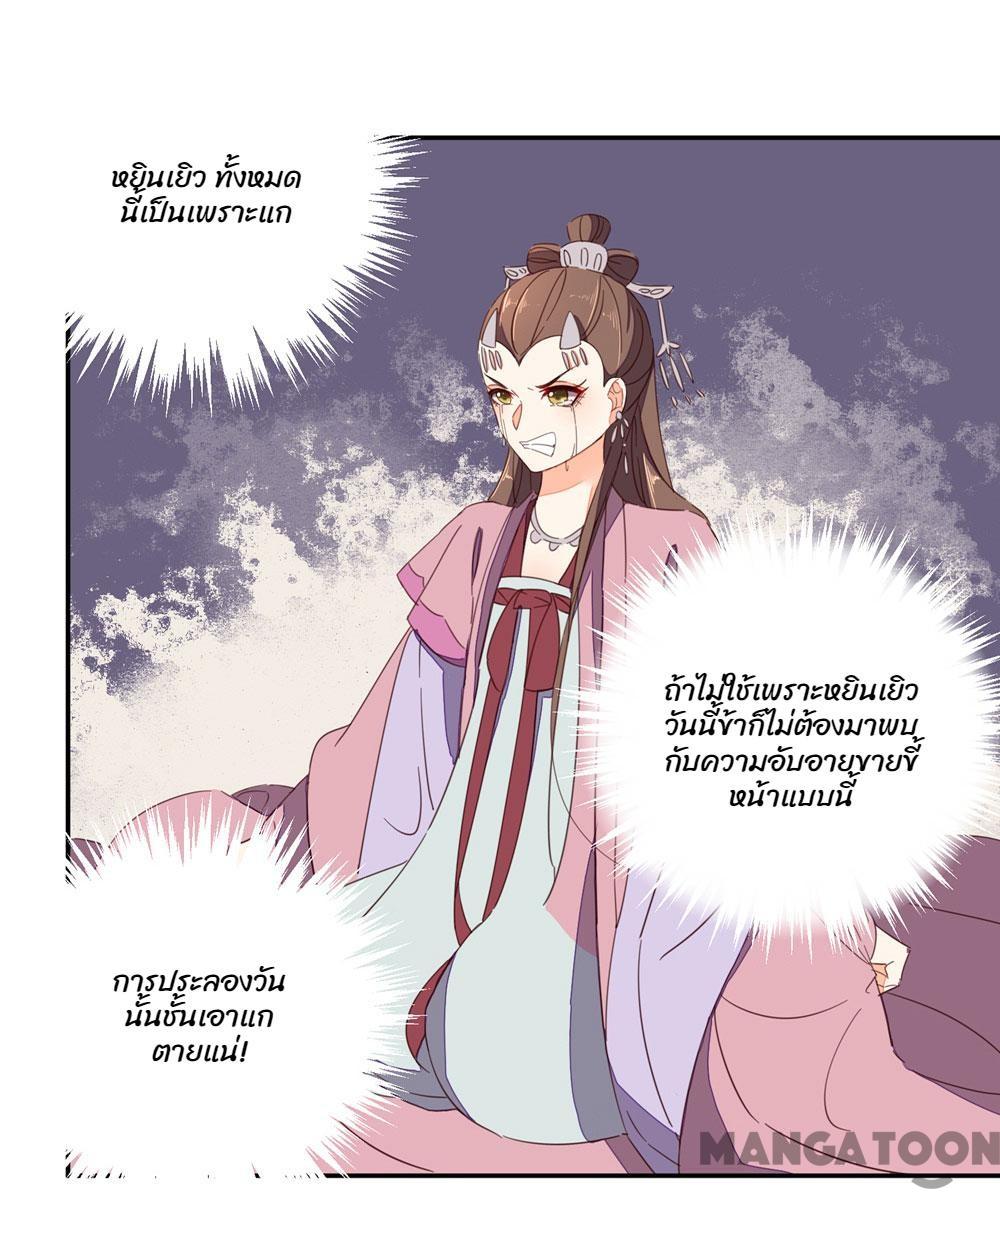 หยินเยิว ทั้งหมด
นี้เป็นเพราะแก
ถ้าไม่ใช้เพราะหยินเยิว
วันนี้ข้าก็ไม่ต้องมาพบ
กับความอับอายขายขี้
หน้าแบบนี้
การประลองวัน
นั้นชั้นเอาแก
ตายแน่!
MANGATOON